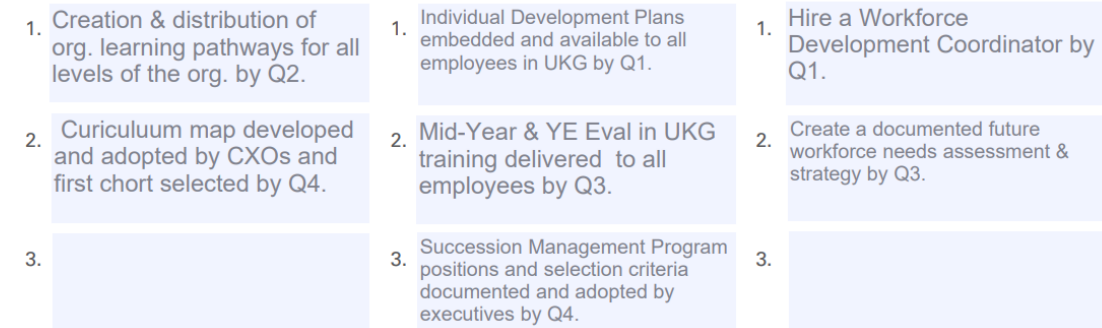 1. Creation & distribution of
org. learning pathways for all
levels of the org. by Q2.
2. Curiculuum map developed
and adopted by CXOs and
first chort selected by Q4.
3.
1. Individual Development Plans
embedded and available to all
employees in UKG by Q1.
2. Mid-Year & YE Eval in UKG
training delivered to all
employees by Q3.
3. Succession Management Program
positions and selection criteria
documented and adopted by
executives by Q4.
1. Hire a Workforce
Development Coordinator by
Q1.
2. Create a documented future
workforce needs assessment &
strategy by Q3.
3.